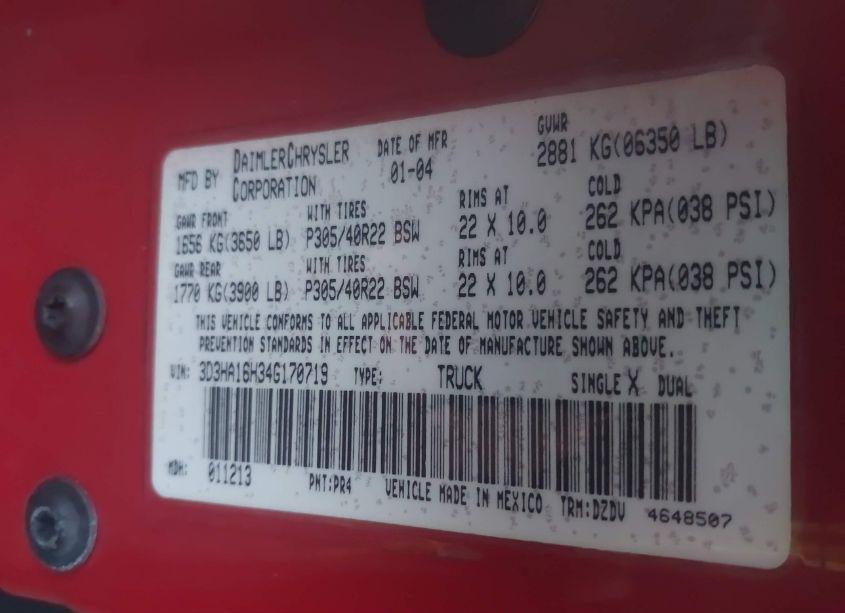 MFD BY DAIMLERCHRYSLER CORPORATION DATE OF MFR 01-04 GVWR 2881 KG(06350 LB)
GAWR FRONT WITH TIRES RIMS AT COLD
1656 KG(3650 LB) P305/40R22 BSW 22 X 10.0 262 KPA(038 PSI)
GAWR REAR WITH TIRES RIMS AT COLD
1770 KG(3900 LB) P305/40R22 BSW 22 X 10.0 262 KPA(038 PSI)
THIS VEHICLE CONFORMS TO ALL APPLICABLE FEDERAL MOTOR VEHICLE SAFETY AND THEFT
PREVENTION STANDARDS IN EFFECT ON THE DATE OF MANUFACTURE SHOWN ABOVE.
VIN: 3D3HA16H34G170719 TYPE: TRUCK SINGLE X DUAL
MDH: 011213 PNT:PR4 VEHICLE MADE IN MEXICO TRM:DZDV 4648507